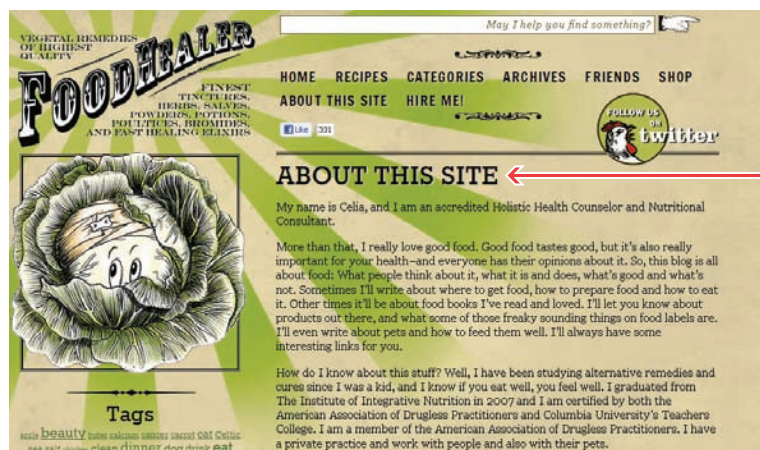 VEGETAL REMEDIES
OF HIGHEST
QUALITY
FOODHEALER
FINEST
TINCTURES,
HERBS, SALVES,
POWDERS, POTIONS,
POULTICES, BROMIDES,
AND FAST HEALING ELIXIRS
May I help you find something?
HOME RECIPES CATEGORIES ARCHIVES FRIENDS SHOP
ABOUT THIS SITE HIRE ME!
Like 331
FOLLOW US
ON
twitter
ABOUT THIS SITE
My name is Celia, and I am an accredited Holistic Health Counselor and Nutritional
Consultant.
More than that, I really love good food. Good food tastes good, but it's also really
important for your health—and everyone has their opinions about it. So, this blog is all
about food: What people think about it, what it is and does, what's good and what's
not. Sometimes I'll write about where to get food, how to prepare food and how to eat
it. Other times it'll be about food books I've read and loved. I'll let you know about
products out there, and what some of those freaky sounding things on food labels are.
I'll even write about pets and how to feed them well. I'll always have some
interesting links for you.
How do I know about this stuff? Well, I have been studying alternative remedies and
cures since I was a kid, and I know if you eat well, you feel well. I graduated from
The Institute of Integrative Nutrition in 2007 and I am certified by both the
American Association of Drugless Practitioners and Columbia University's Teachers
College. I am a member of the American Association of Drugless Practitioners. I have
a private practice and work with people and also with their pets.
Tags
beauty calcium cancer carrot cat Celtic
sea salt clean dinner dog drink eat